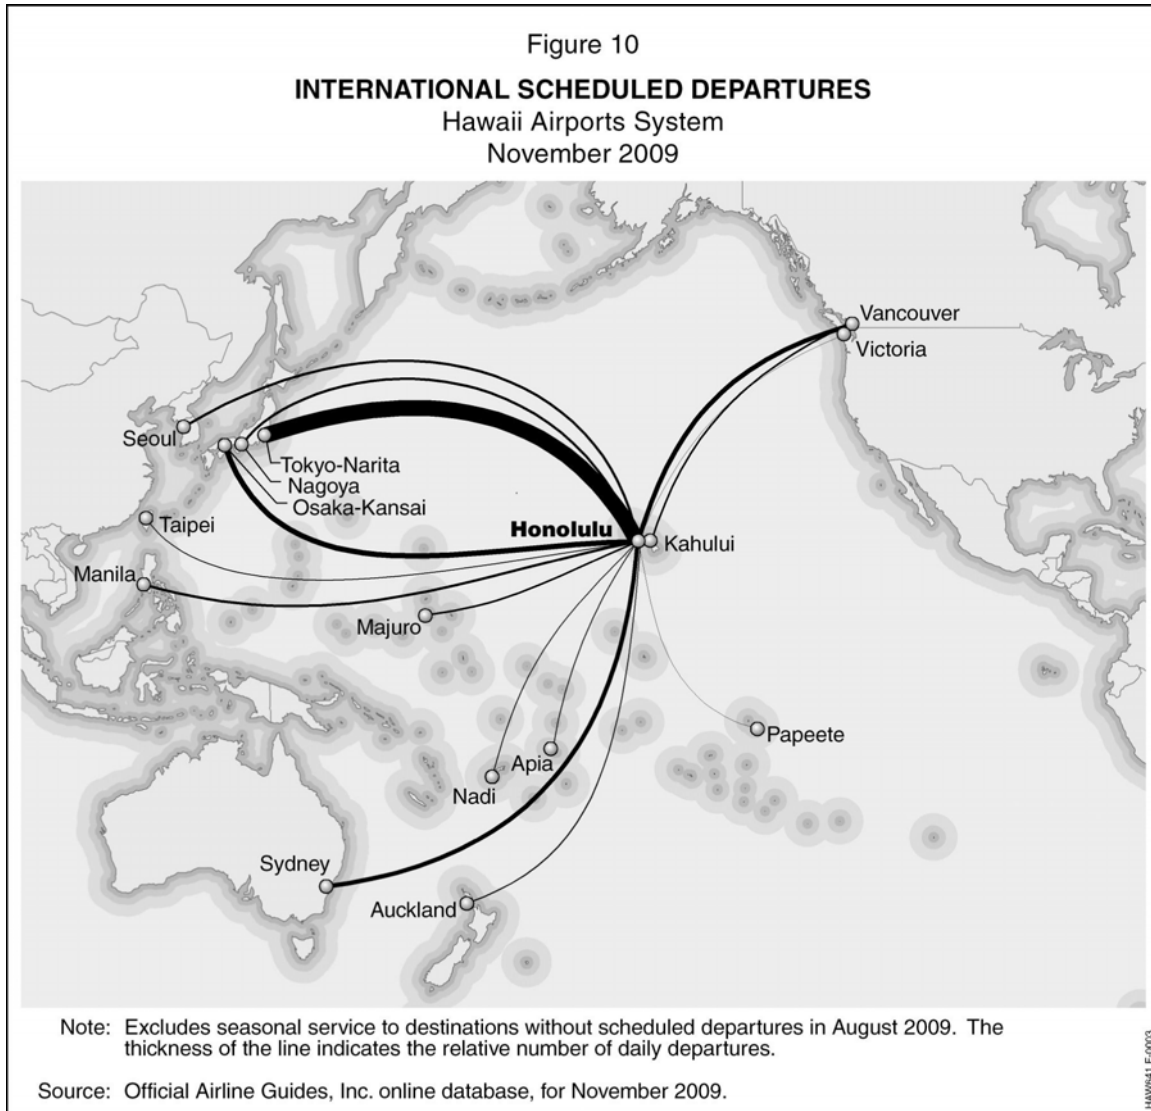 Figure 10
INTERNATIONAL SCHEDULED DEPARTURES
Hawaii Airports System
November 2009
Vancouver
Victoria
Seoul
Tokyo-Narita
Nagoya
Osaka-Kansai
Taipei
Honolulu
Kahului
Manila
Majuro
Papeete
Apia
Nadi
Sydney
Auckland
Note: Excludes seasonal service to destinations without scheduled departures in August 2009. The
thickness of the line indicates the relative number of daily departures.
Source: Official Airline Guides, Inc. online database, for November 2009.
HAW841 F-0003